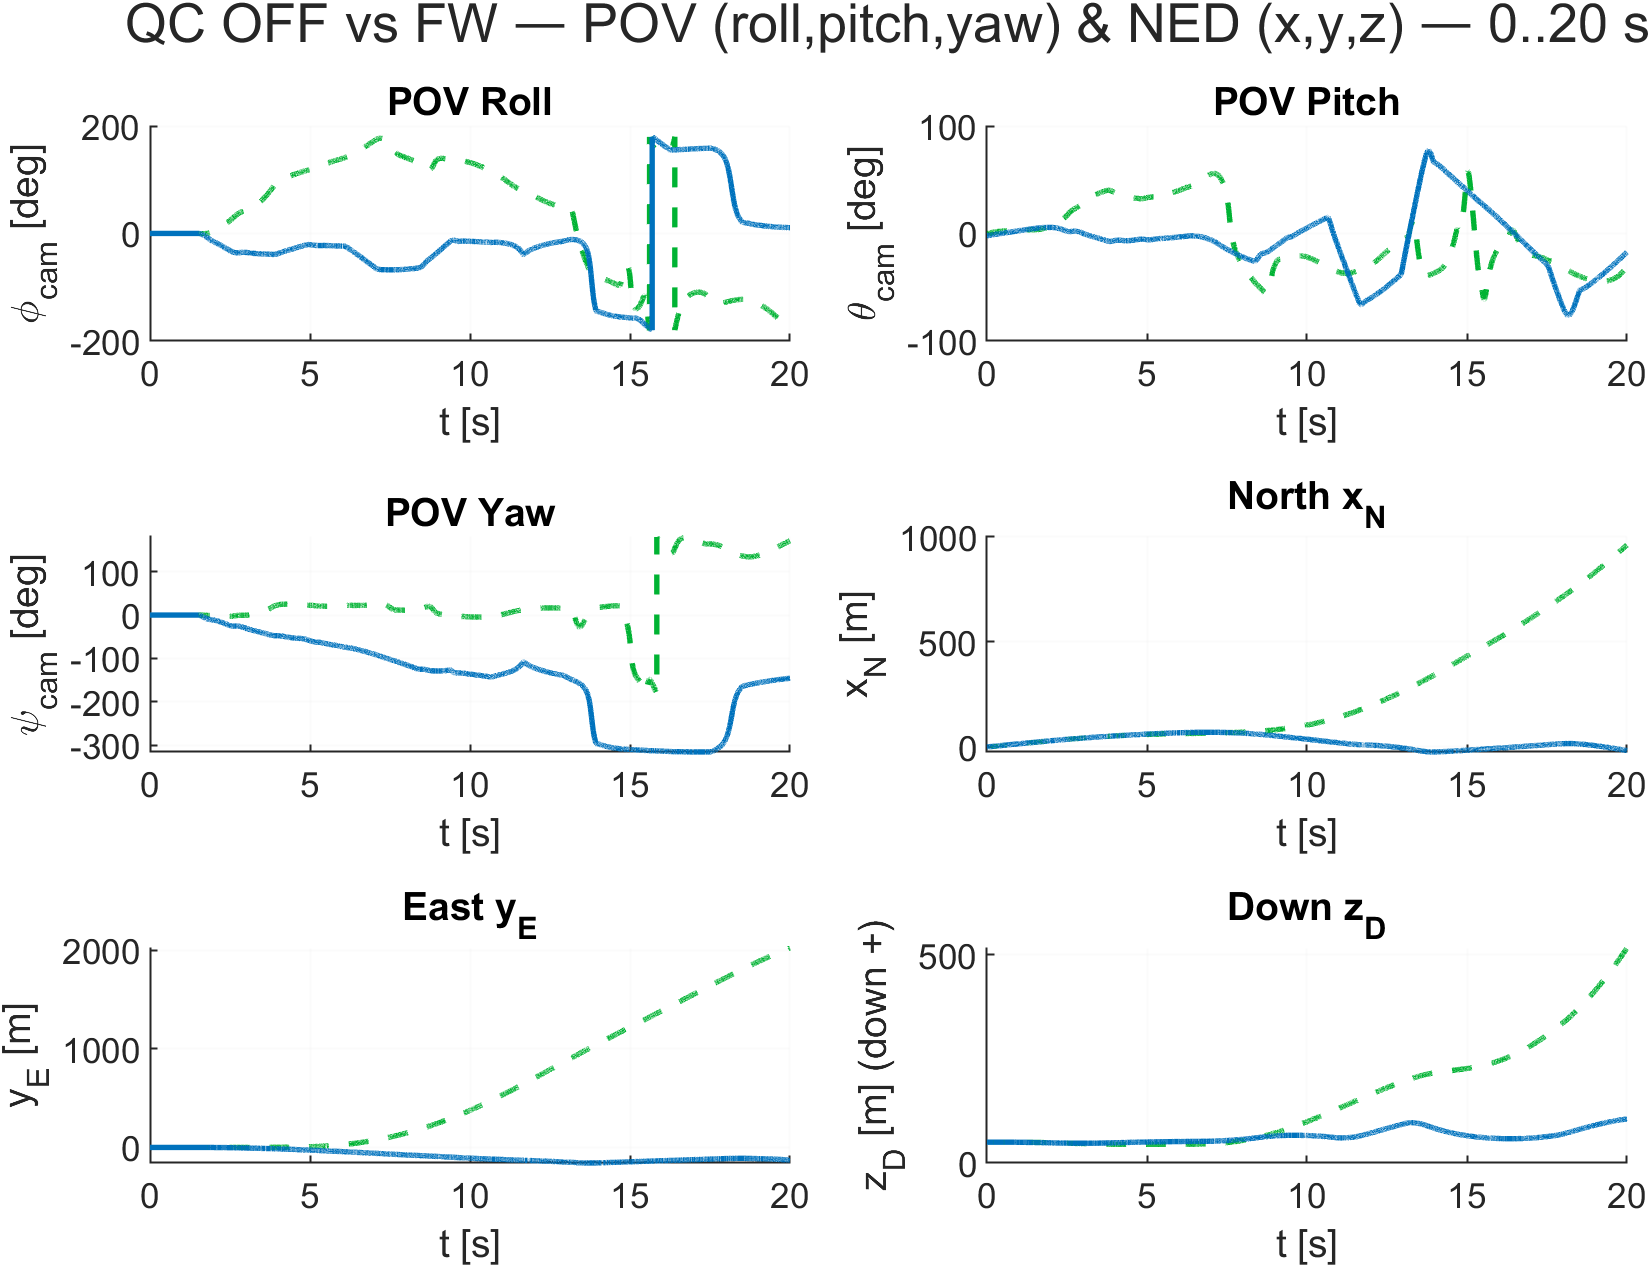 QC OFF vs FW — POV (roll,pitch,yaw) & NED (x,y,z) — 0..20 s
POV Roll
ϕcam [deg]
200
0
-200
0 5 10 15 20
t [s]
POV Pitch
θcam [deg]
100
0
-100
0 5 10 15 20
t [s]
POV Yaw
ψcam [deg]
100
0
-100
-200
-300
0 5 10 15 20
t [s]
North xN
xN [m]
1000
500
0
0 5 10 15 20
t [s]
East yE
yE [m]
2000
1000
0
0 5 10 15 20
t [s]
Down zD
zD [m] (down +)
500
0
0 5 10 15 20
t [s]